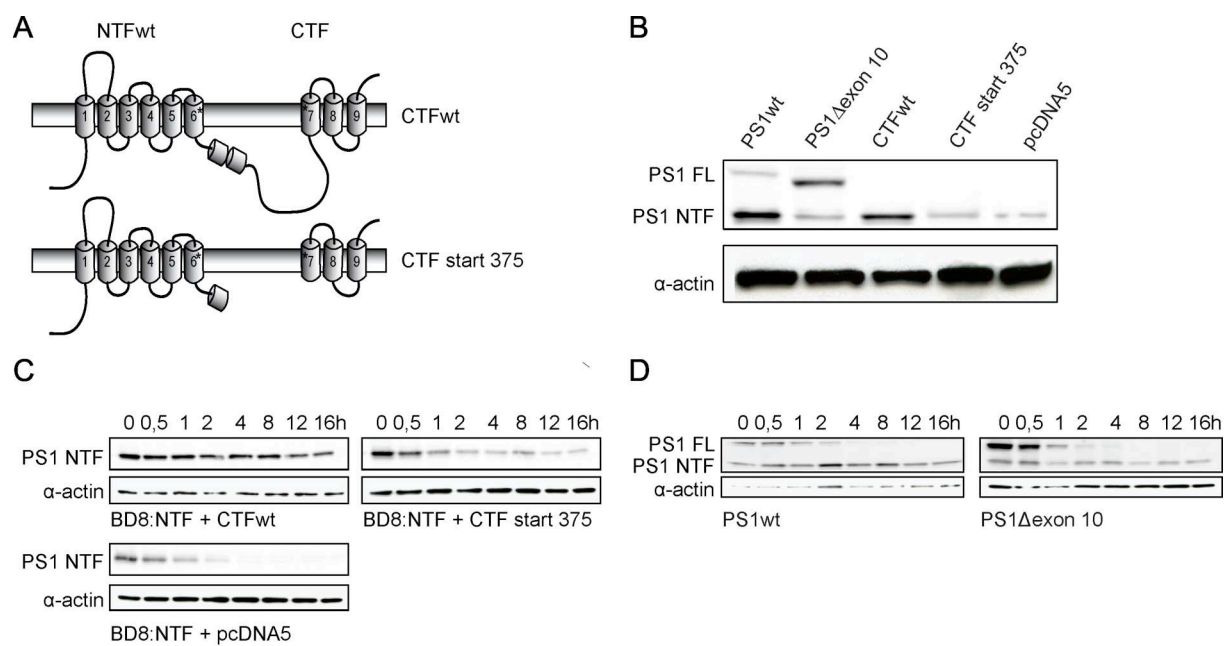 A
NTFwt CTF
1 2 3 4 5 6* *7 8 9
CTFwt
1 2 3 4 5 6* *7 8 9
CTF start 375
B
PS1wt PS1Δexon 10 CTFwt CTF start 375 pcDNA5
PS1 FL
PS1 NTF
α-actin
C
0 0,5 1 2 4 8 12 16h
PS1 NTF
α-actin
BD8:NTF + CTFwt
0 0,5 1 2 4 8 12 16h
BD8:NTF + CTF start 375
PS1 NTF
α-actin
BD8:NTF + pcDNA5
D
0 0,5 1 2 4 8 12 16h
PS1 FL
PS1 NTF
α-actin
PS1wt
0 0,5 1 2 4 8 12 16h
PS1Δexon 10